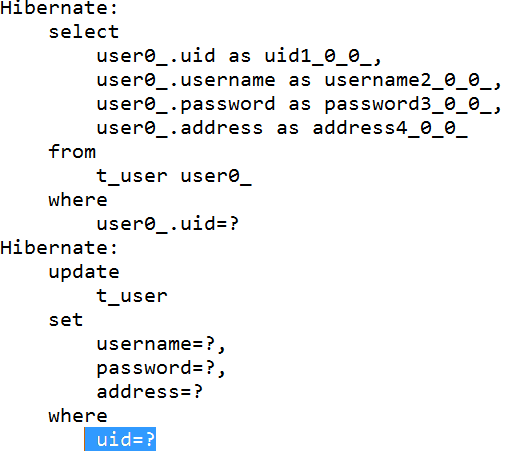 Hibernate:
    select
        user0_.uid as uid1_0_0_,
        user0_.username as username2_0_0_,
        user0_.password as password3_0_0_,
        user0_.address as address4_0_0_
    from
        t_user user0_
    where
        user0_.uid=?
Hibernate:
    update
        t_user
    set
        username=?,
        password=?,
        address=?
    where
        uid=?